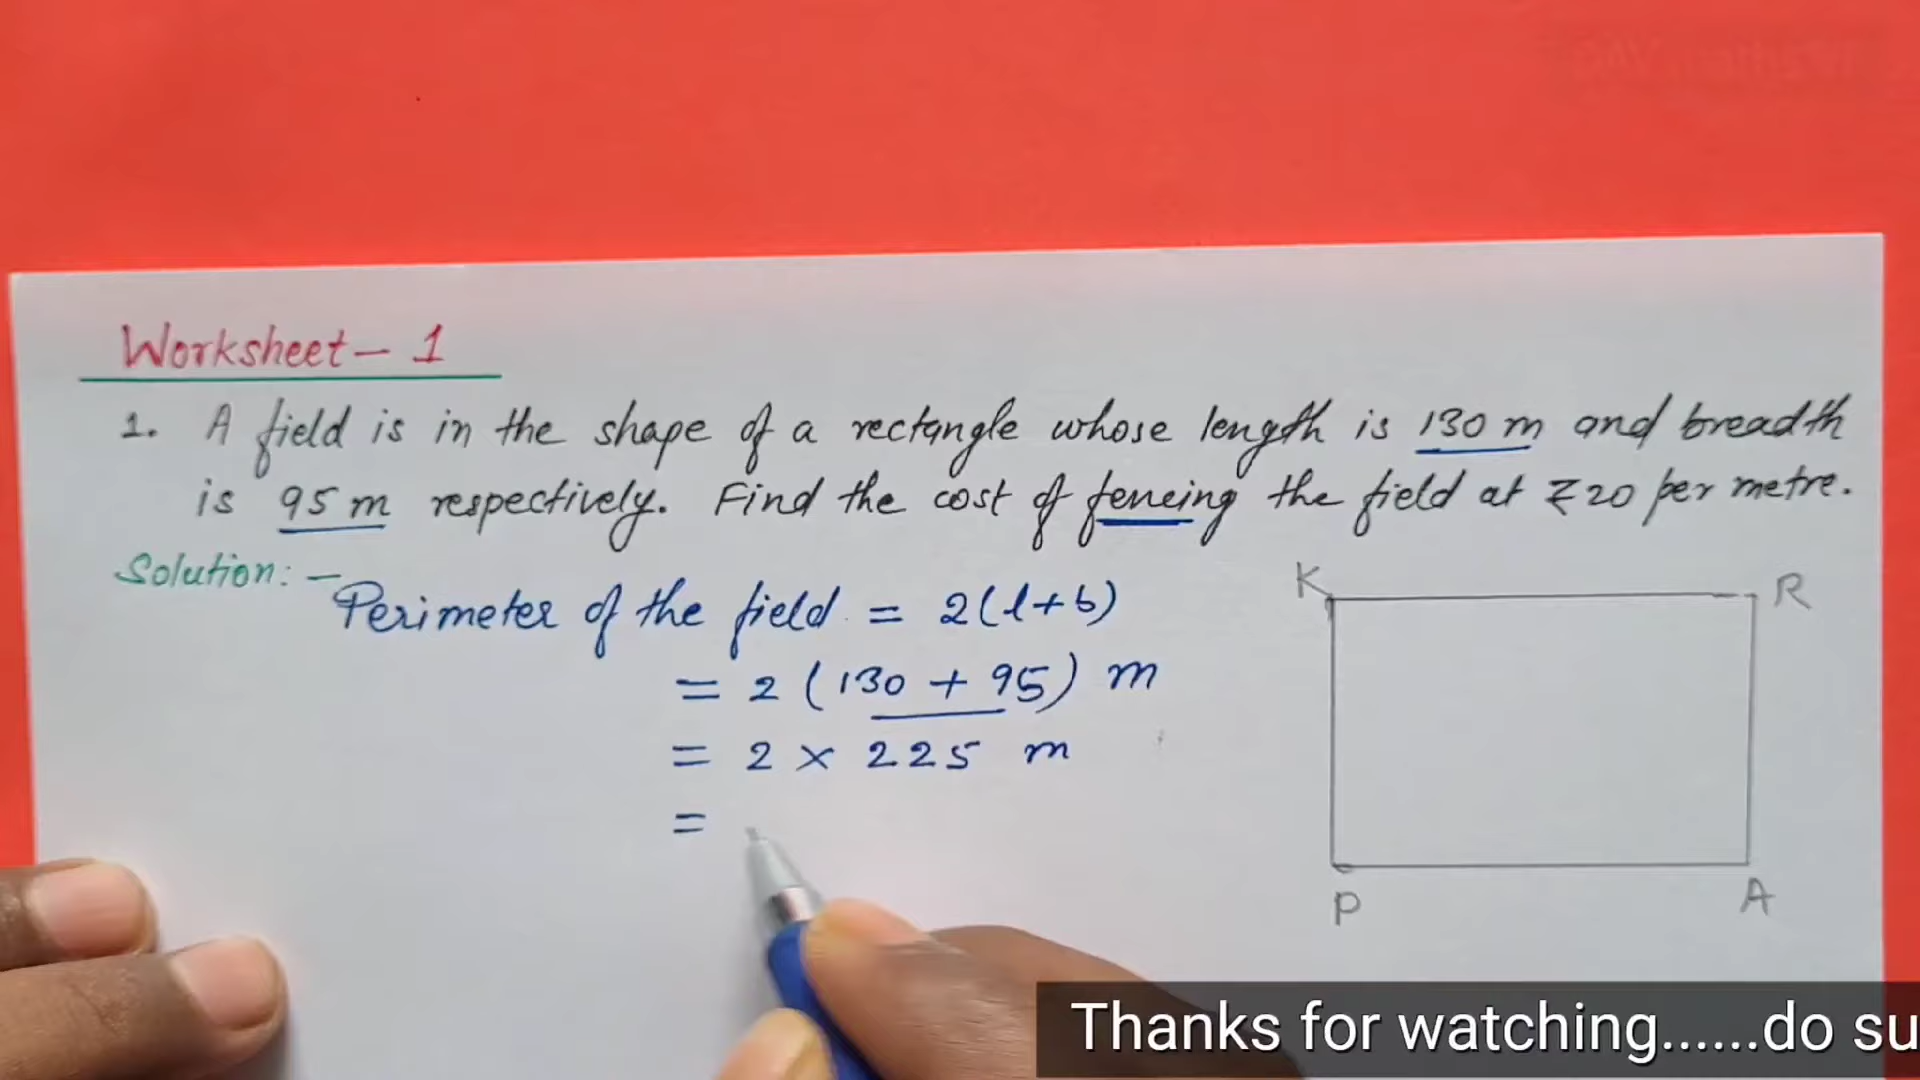 Worksheet - 1
1. A field is in the shape of a rectangle whose length is 130 m and breadth
is 95 m respectively. Find the cost of fencing the field at ₹20 per metre.
Solution: -
Perimeter of the field = 2(l+b)
= 2 (130 + 95) m
= 2 × 225 m
=
K
R
P
A
Thanks for watching......do su